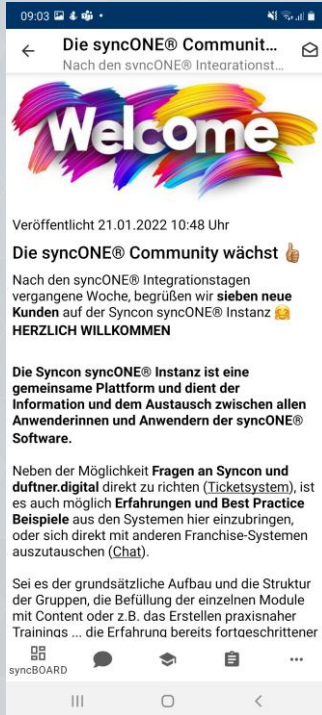 09:03
Die syncONE® Communit...
Nach den syncONE® Integrationst...
Welcome
Veröffentlicht 21.01.2022 10:48 Uhr
Die syncONE® Community wächst 👍
Nach den syncONE® Integrationstagen
vergangene Woche, begrüßen wir sieben neue
Kunden auf der Syncon syncONE® Instanz 🤗
HERZLICH WILLKOMMEN
Die Syncon syncONE® Instanz ist eine
gemeinsame Plattform und dient der
Information und dem Austausch zwischen allen
Anwenderinnen und Anwendern der syncONE®
Software.
Neben der Möglichkeit Fragen an Syncon und
duftner.digital direkt zu richten (Ticketsystem), ist
es auch möglich Erfahrungen und Best Practice
Beispiele aus den Systemen hier einzubringen,
oder sich direkt mit anderen Franchise-Systemen
auszutauschen (Chat).
Sei es der grundsätzliche Aufbau und die Struktur
der Gruppen, die Befüllung der einzelnen Module
mit Content oder z.B. das Erstellen praxisnaher
Trainings ... die Erfahrung bereits fortgeschrittener
syncBOARD